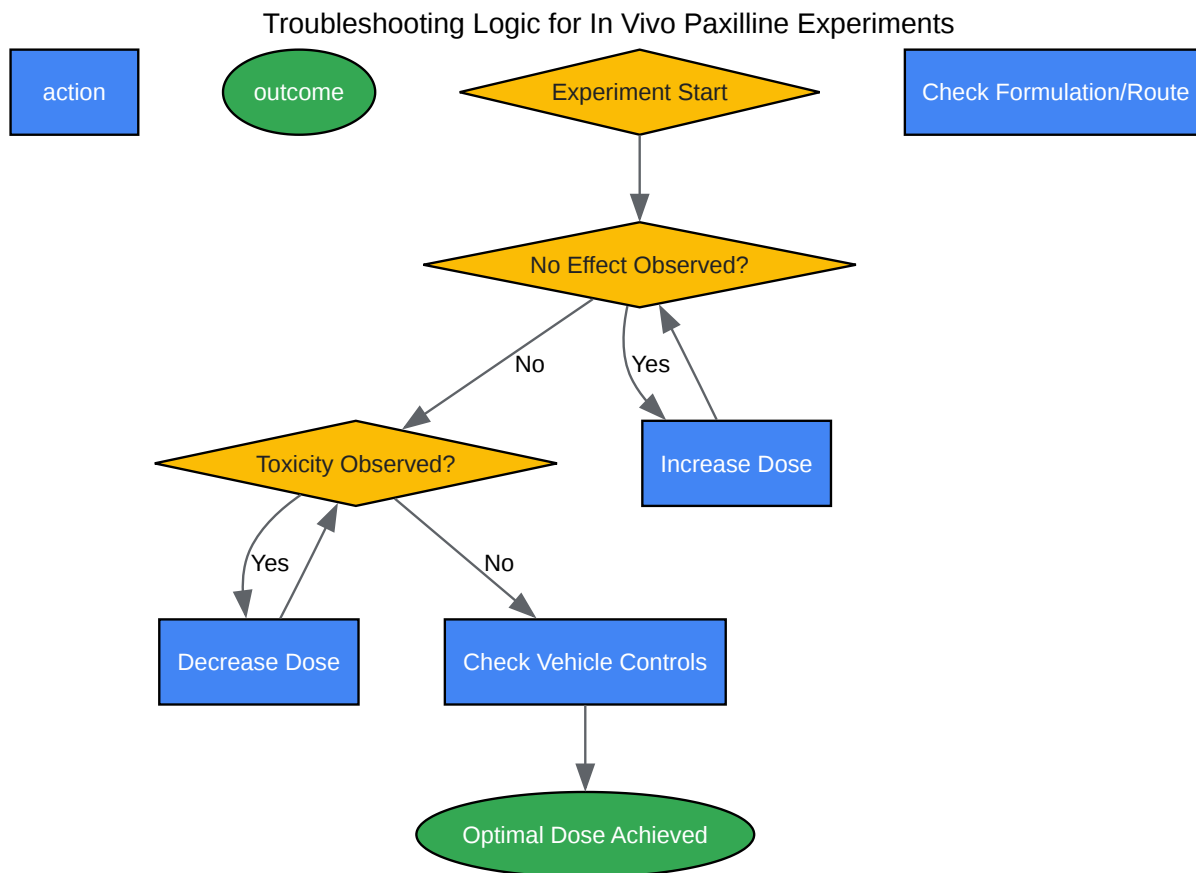 Troubleshooting Logic for In Vivo Paxilline Experiments
action
outcome
Experiment Start
Check Formulation/Route
No Effect Observed?
No
Yes
Toxicity Observed?
Increase Dose
Yes
No
Decrease Dose
Check Vehicle Controls
Optimal Dose Achieved